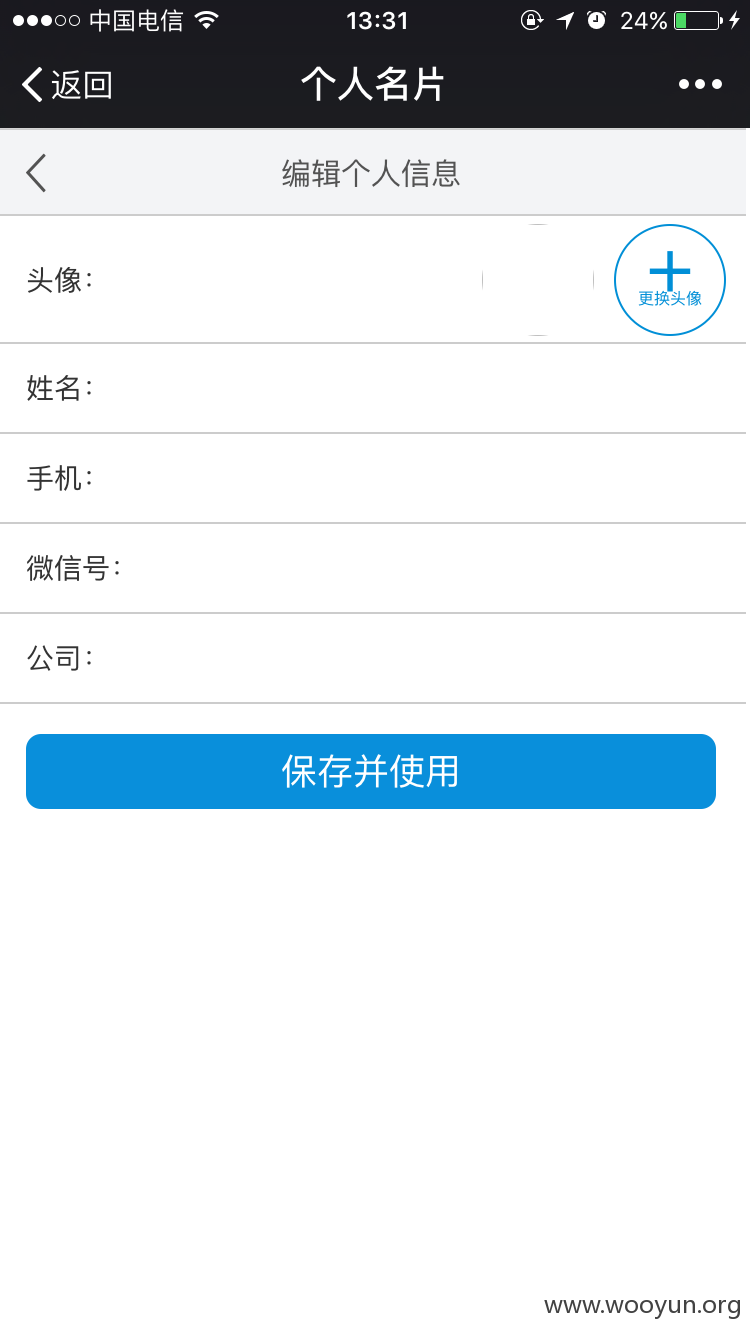 中国电信 13:31 24%
返回 个人名片
编辑个人信息
头像：
更换头像
姓名：
手机：
微信号：
公司：
保存并使用
www.wooyun.org